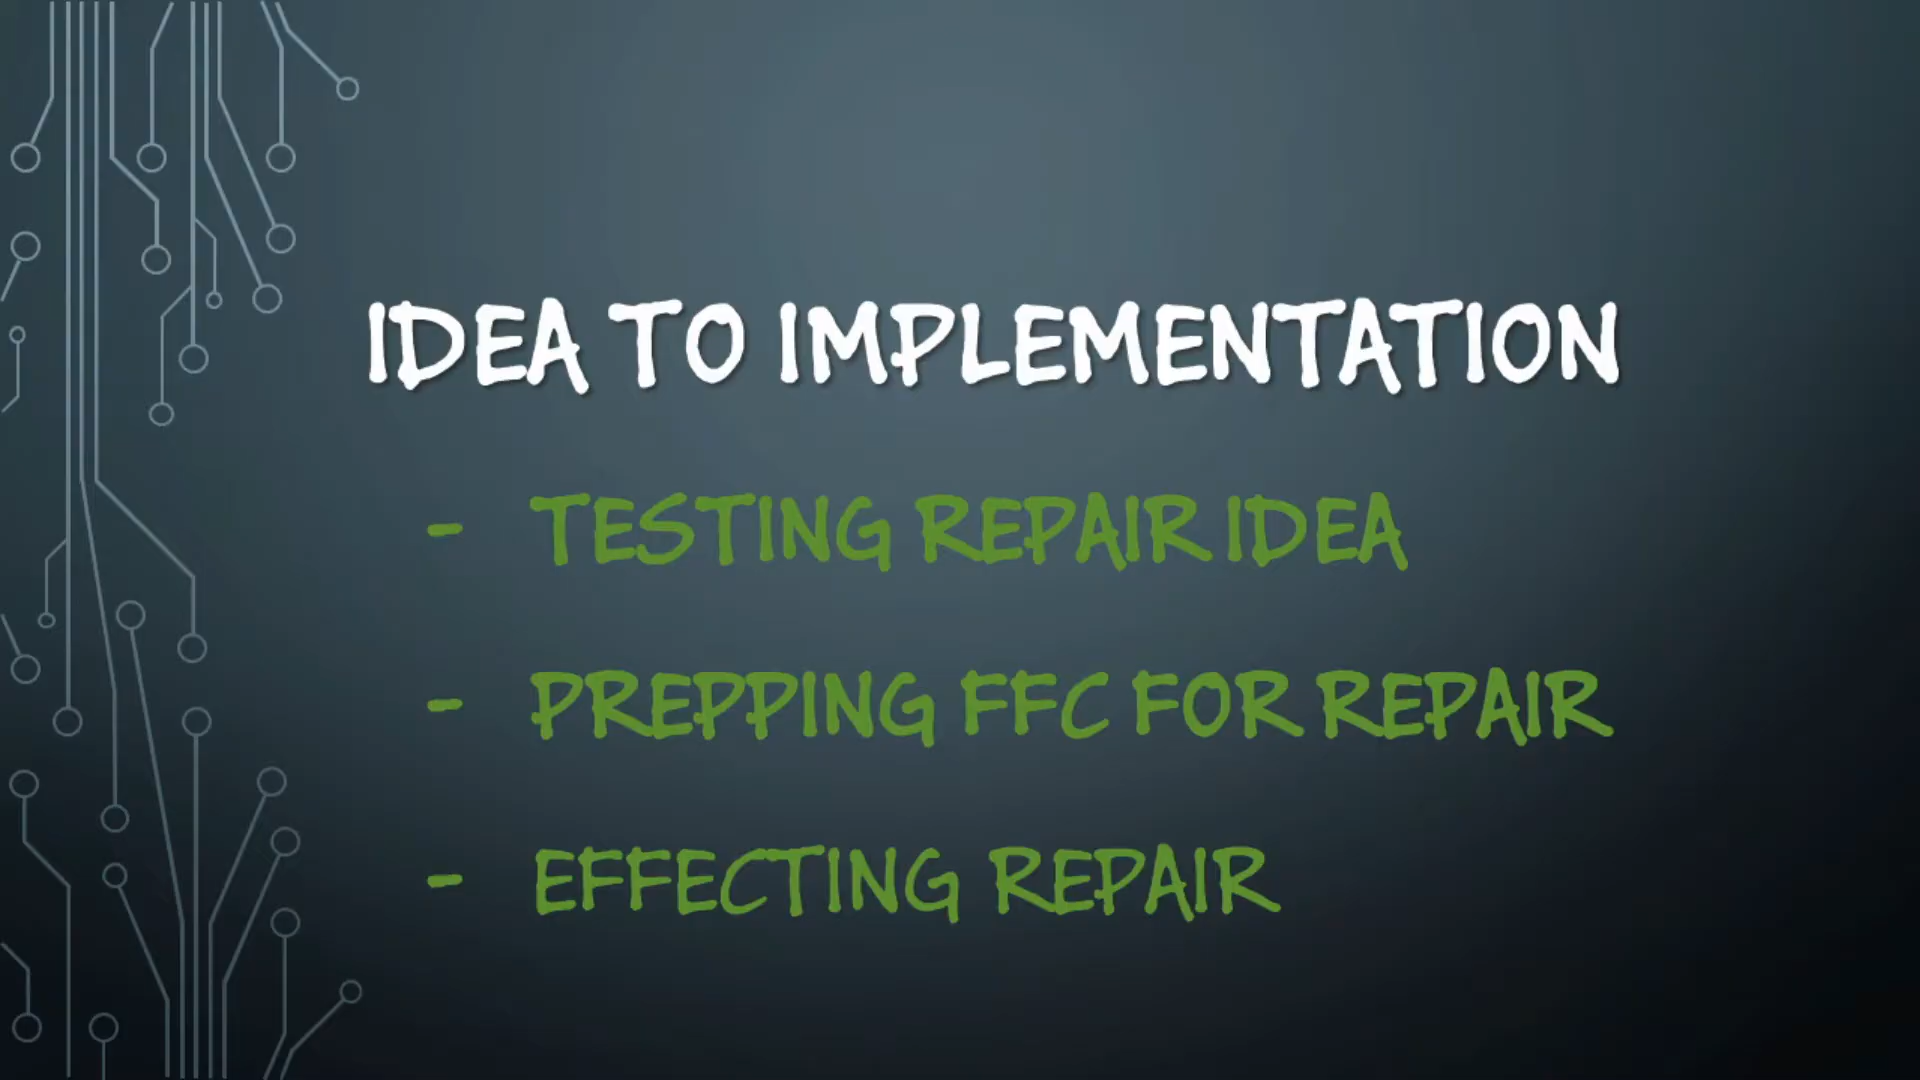 IDEA TO IMPLEMENTATION
- TESTING REPAIR IDEA
- PREPPING FFC FOR REPAIR
- EFFECTING REPAIR